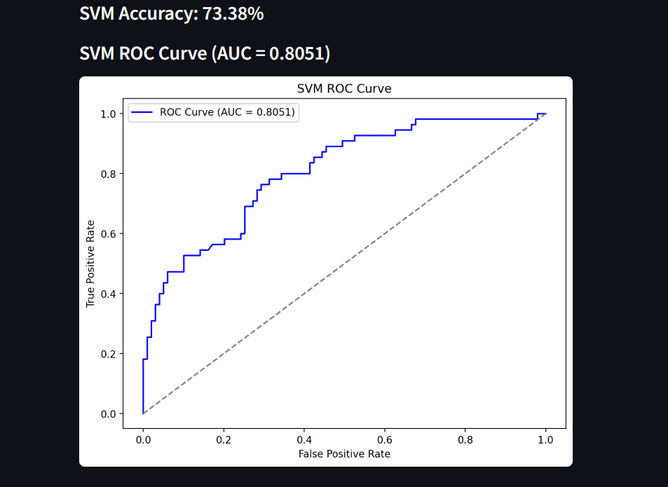 SVM Accuracy: 73.38%
SVM ROC Curve (AUC = 0.8051)
SVM ROC Curve
ROC Curve (AUC = 0.8051)
1.0
0.8
0.6
0.4
0.2
0.0
True Positive Rate
0.0 0.2 0.4 0.6 0.8 1.0
False Positive Rate